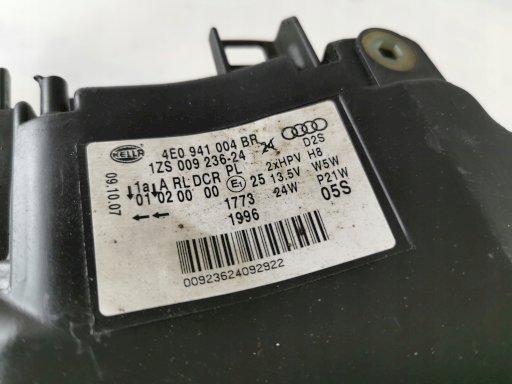 HELLA
4E0 941 004 BR
1ZS 009 236-24
24
D2S
2xHPV H8
09.10.07
1a A RL DCR PL
25 13.5V W5W
01 02 00 00 E1
24W P21W
1773
05S
1996
00923624092922